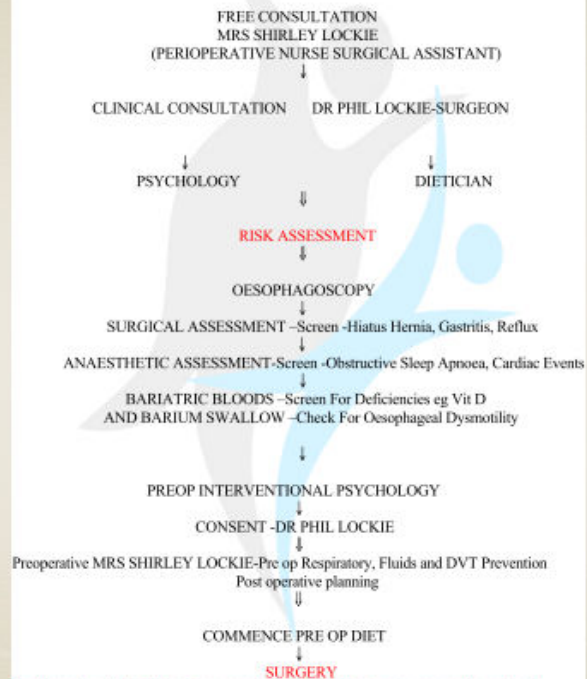 FREE CONSULTATION
MRS SHIRLEY LOCKIE
(PERIOPERATIVE NURSE SURGICAL ASSISTANT)
↓
CLINICAL CONSULTATION DR PHIL LOCKIE-SURGEON
↓ ↓
PSYCHOLOGY DIETICIAN
⇓
RISK ASSESSMENT
⇓
OESOPHAGOSCOPY
↓
SURGICAL ASSESSMENT –Screen -Hiatus Hernia, Gastritis, Reflux
↓
ANAESTHETIC ASSESSMENT-Screen -Obstructive Sleep Apnoea, Cardiac Events
↓
BARIATRIC BLOODS –Screen For Deficiencies eg Vit D
AND BARIUM SWALLOW –Check For Oesophageal Dysmotility
↓
PREOP INTERVENTIONAL PSYCHOLOGY
↓
CONSENT -DR PHIL LOCKIE
⇓
Preoperative MRS SHIRLEY LOCKIE-Pre op Respiratory, Fluids and DVT Prevention
Post operative planning
⇓
COMMENCE PRE OP DIET
↓
SURGERY